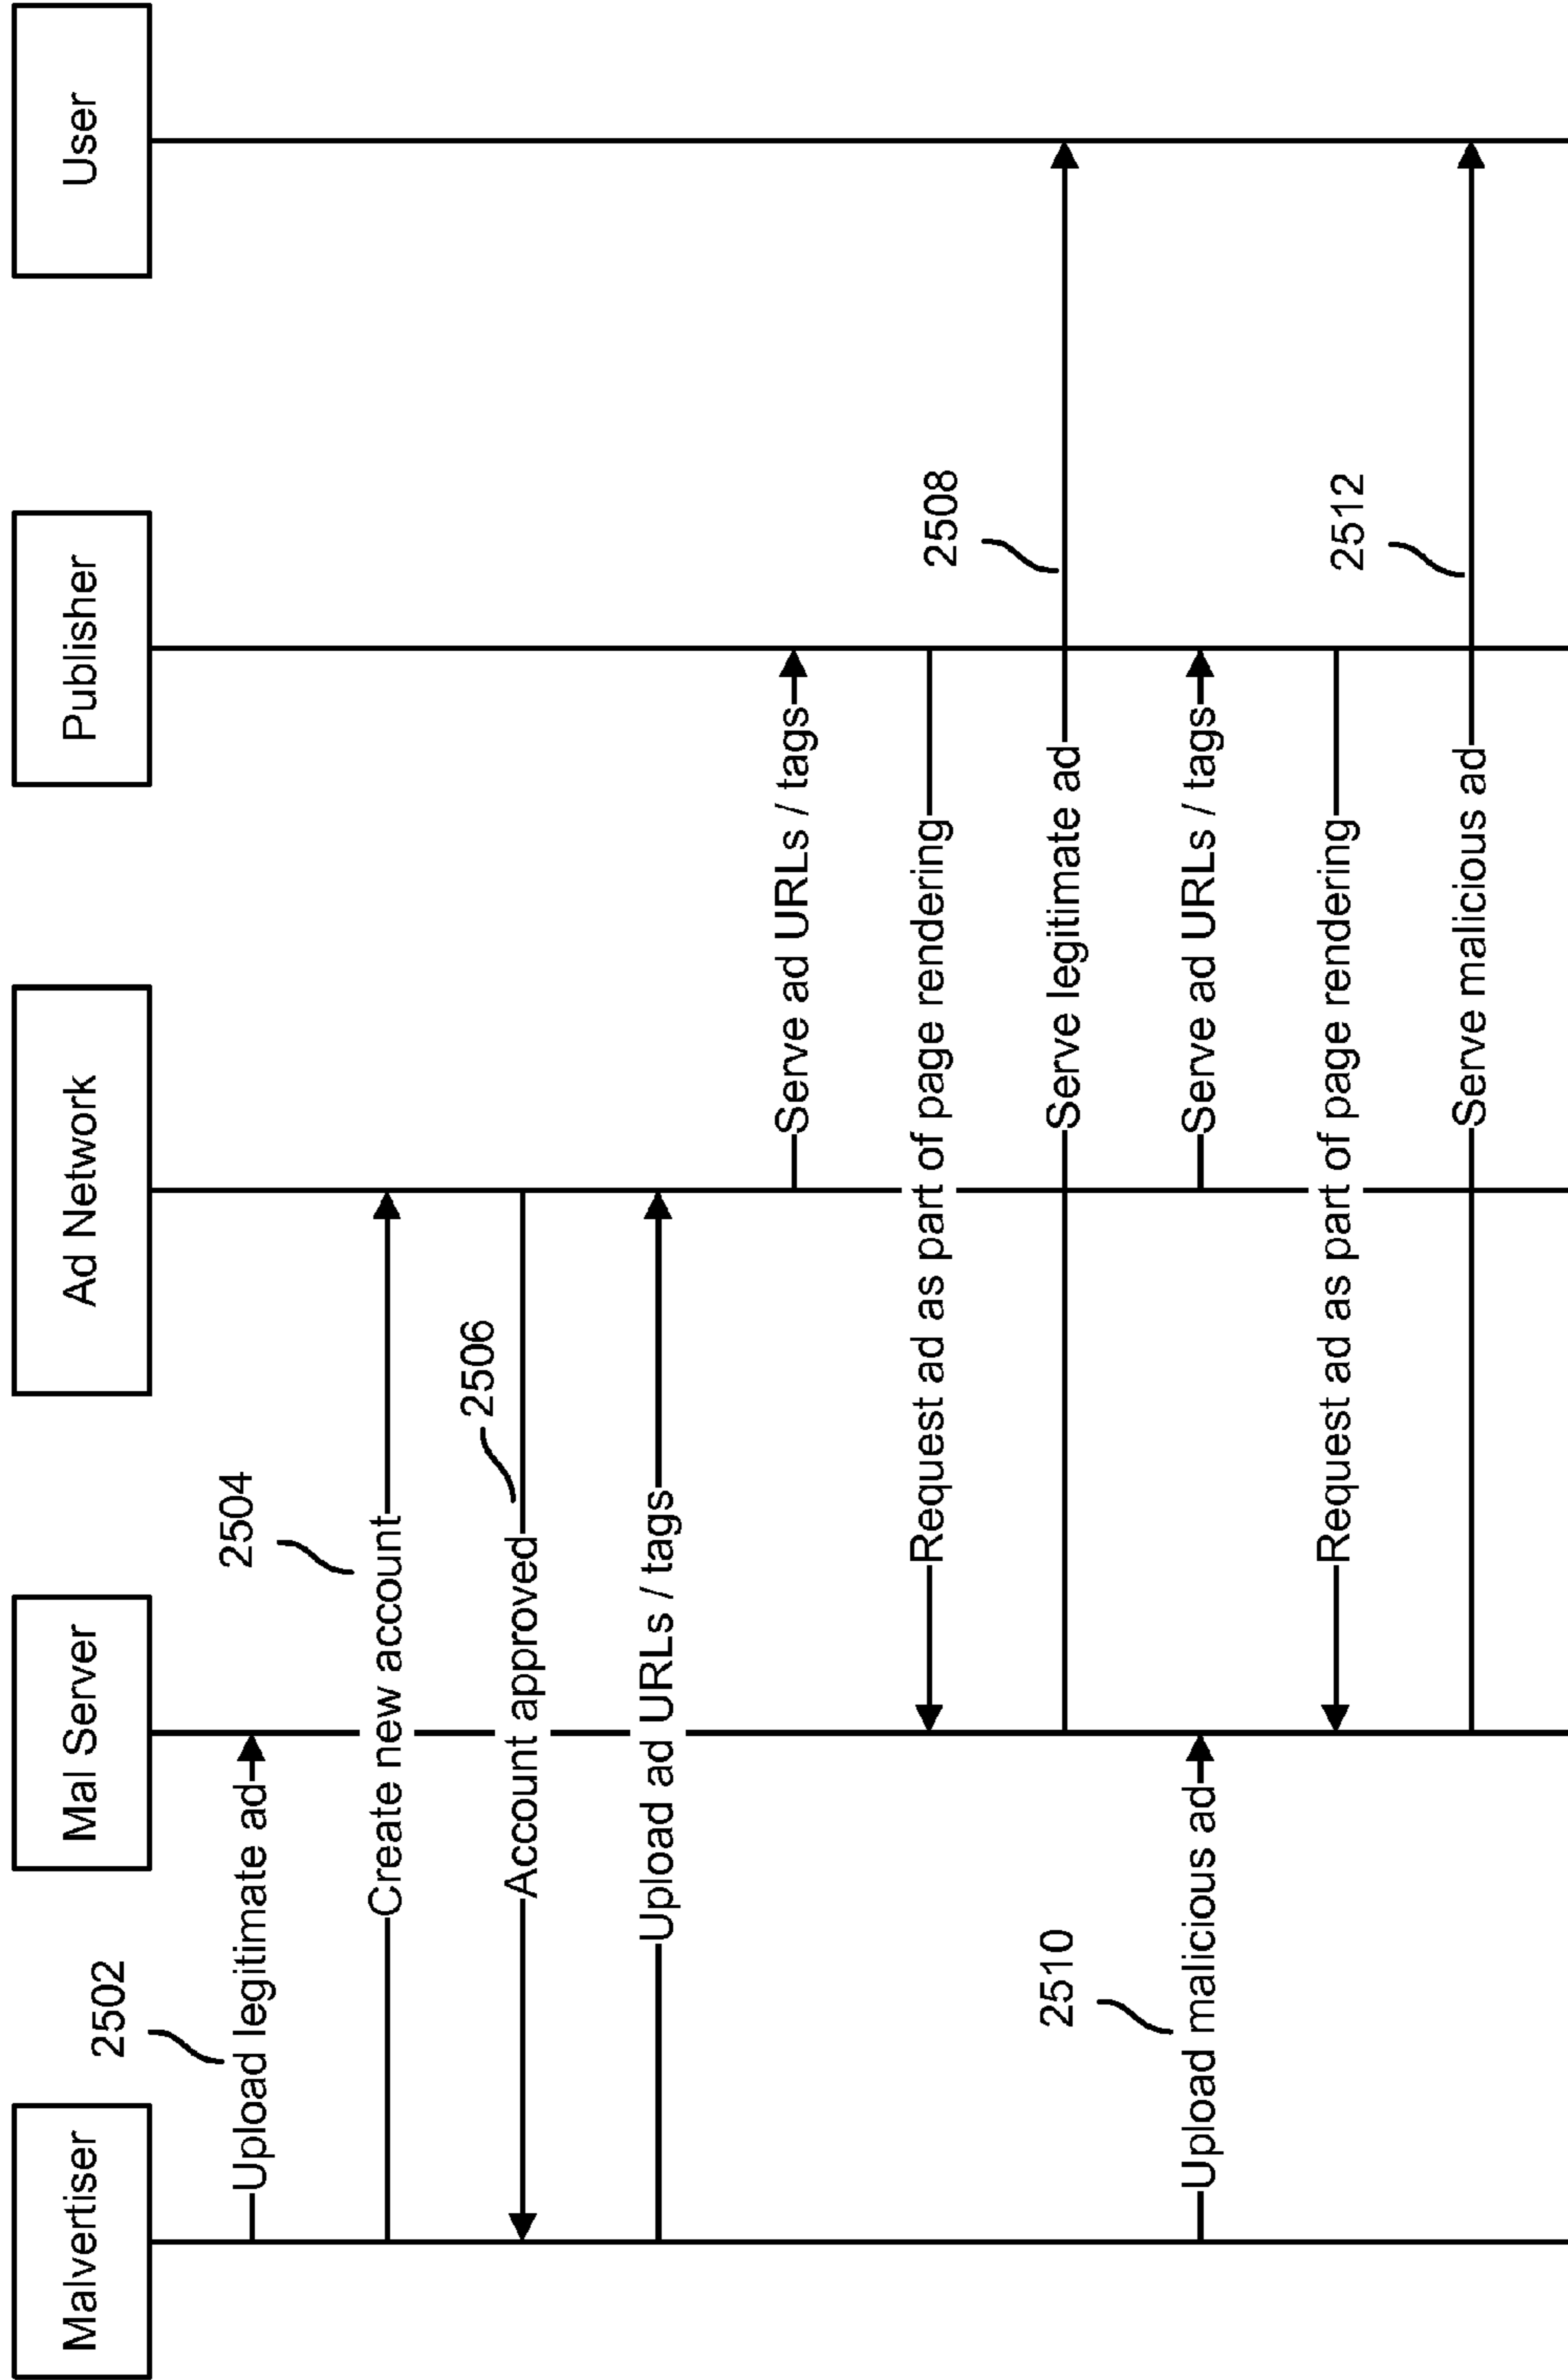 Malvertiser
Mal Server
Ad Network
Publisher
User
2502
Upload legitimate ad
2504
Create new account
2506
Account approved
Upload ad URLs / tags
Serve ad URLs / tags
2508
Request ad as part of page rendering
Serve legitimate ad
2510
Upload malicious ad
Serve ad URLs / tags
2512
Request ad as part of page rendering
Serve malicious ad